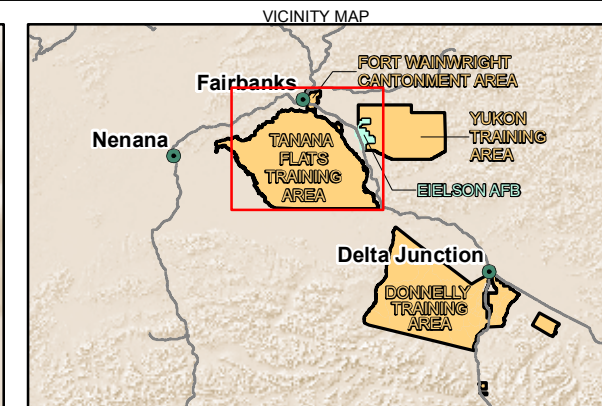 VICINITY MAP
FORT WAINWRIGHT
CANTONMENT AREA
Fairbanks
YUKON
TRAINING
AREA
Nenana
TANANA
FLATS
TRAINING
AREA
EIELSON AFB
Delta Junction
DONNELLY
TRAINING
AREA